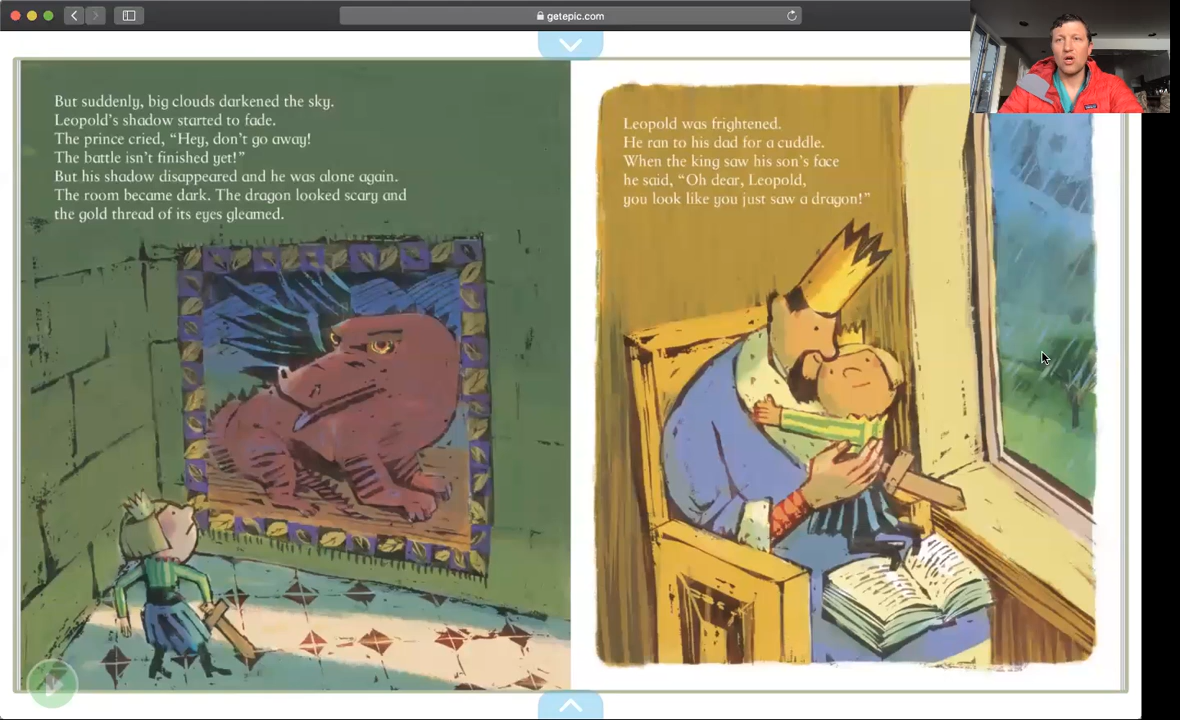 getepic.com
But suddenly, big clouds darkened the sky.
Leopold's shadow started to fade.
The prince cried, “Hey, don't go away!
The battle isn't finished yet!”
But his shadow disappeared and he was alone again.
The room became dark. The dragon looked scary and
the gold thread of its eyes gleamed.
Leopold was frightened.
He ran to his dad for a cuddle.
When the king saw his son's face
he said, “Oh dear, Leopold,
you look like you just saw a dragon!”